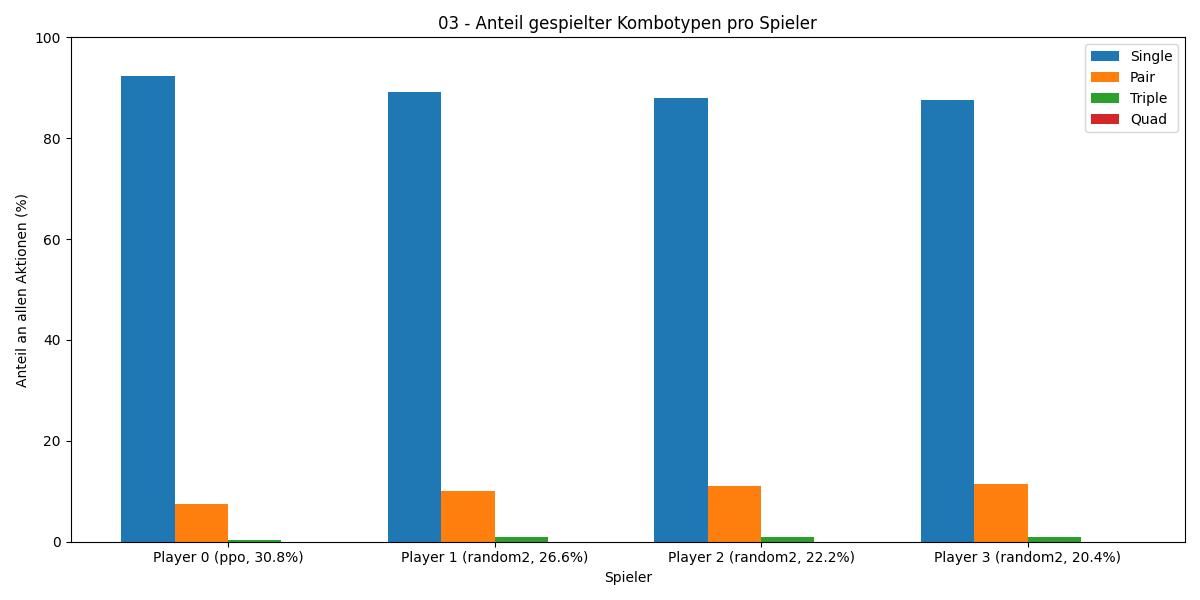 03 - Anteil gespielter Kombotypen pro Spieler
100
80
60
40
20
0
Anteil an allen Aktionen (%)
Single
Pair
Triple
Quad
Player 0 (ppo, 30.8%)
Player 1 (random2, 26.6%)
Player 2 (random2, 22.2%)
Player 3 (random2, 20.4%)
Spieler